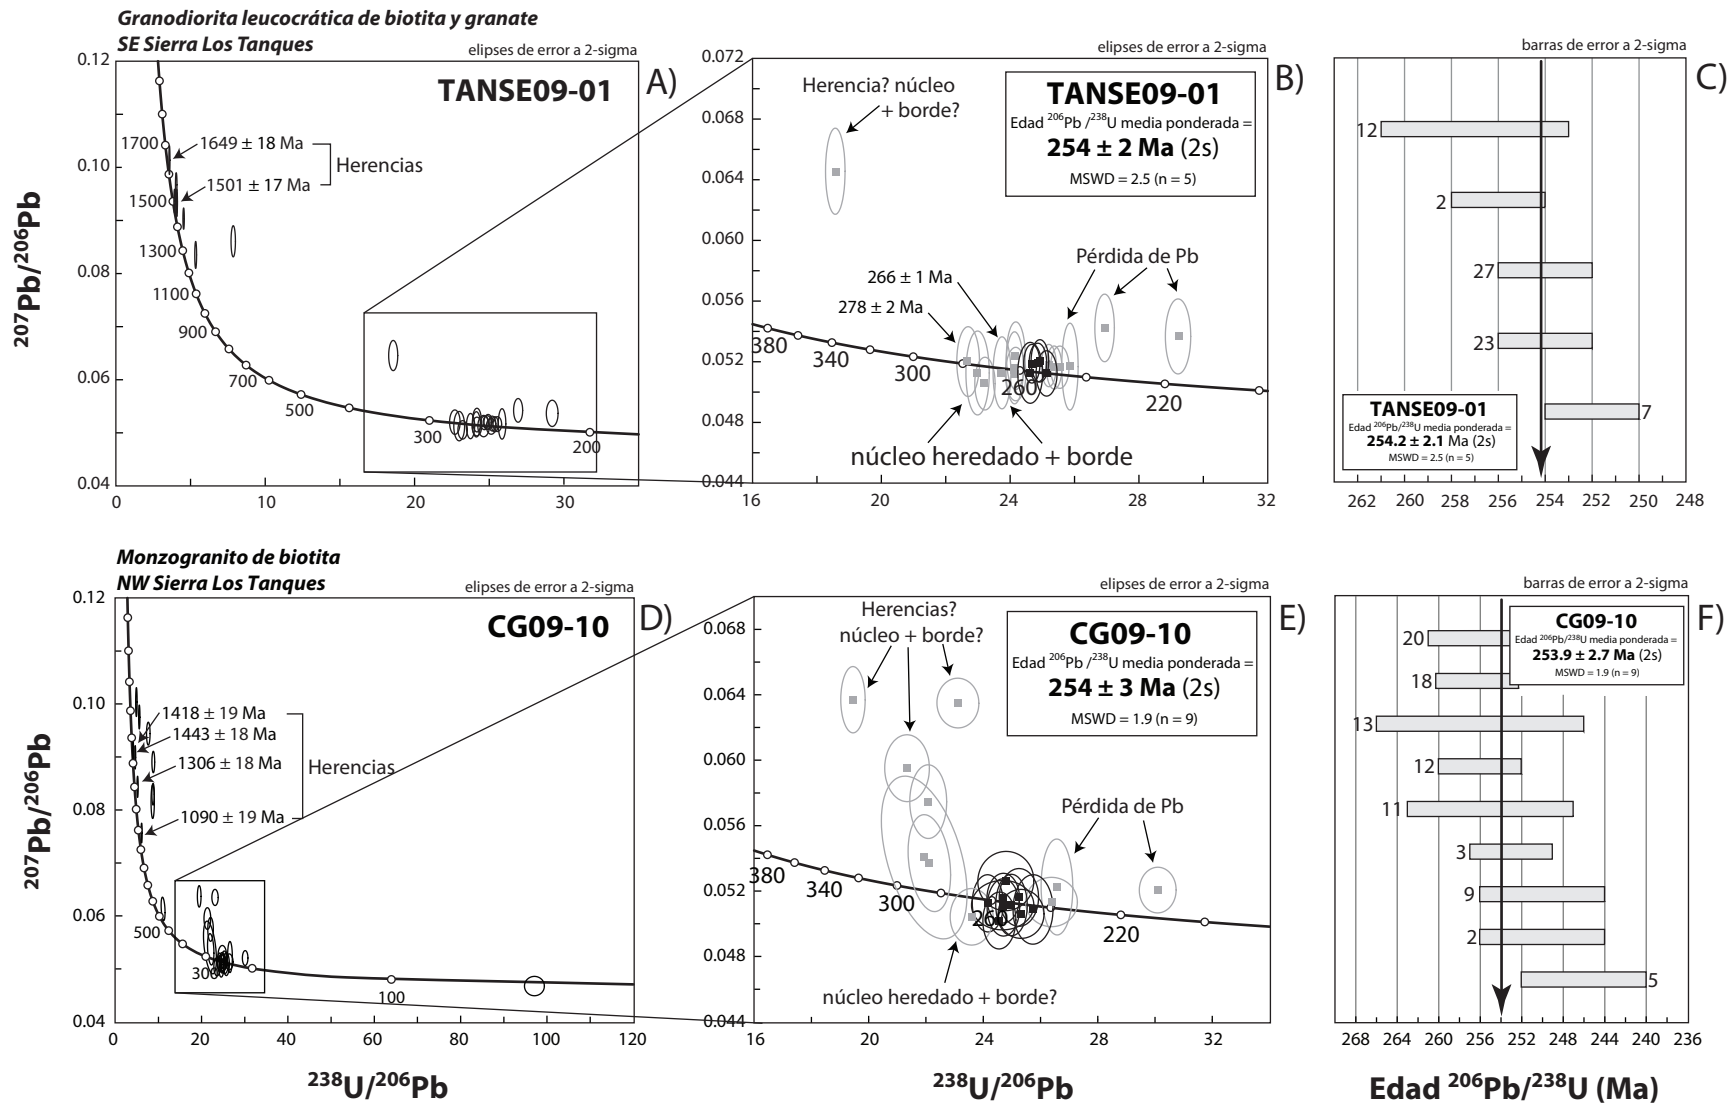 Granodiorita leucocrática de biotita y granate
SE Sierra Los Tanques
elipses de error a 2-sigma
TANSE09-01
A)
0.12
0.10
0.08
0.06
0.04
207Pb/206Pb
1700
1500
1300
1100
900
700
500
300
200
1649 ± 18 Ma
1501 ± 17 Ma
Herencias
0
10
20
30
elipses de error a 2-sigma
B)
0.072
0.068
0.064
0.060
0.056
0.052
0.048
0.044
Herencia? núcleo
+ borde?
TANSE09-01
Edad 206Pb /238U media ponderada =
254 ± 2 Ma (2s)
MSWD = 2.5 (n = 5)
Pérdida de Pb
266 ± 1 Ma
278 ± 2 Ma
380
340
300
260
220
núcleo heredado + borde
16
20
24
28
32
barras de error a 2-sigma
C)
12
2
27
23
7
TANSE09-01
Edad 206Pb/238U media ponderada =
254.2 ± 2.1 Ma (2s)
MSWD = 2.5 (n = 5)
262
260
258
256
254
252
250
248
Monzogranito de biotita
NW Sierra Los Tanques
elipses de error a 2-sigma
CG09-10
D)
0.12
0.10
0.08
0.06
0.04
207Pb/206Pb
1418 ± 19 Ma
1443 ± 18 Ma
1306 ± 18 Ma
1090 ± 19 Ma
Herencias
500
300
100
0
20
40
60
80
100
120
238U/206Pb
elipses de error a 2-sigma
E)
0.068
0.064
0.060
0.056
0.052
0.048
0.044
Herencias?
núcleo + borde?
CG09-10
Edad 206Pb /238U media ponderada =
254 ± 3 Ma (2s)
MSWD = 1.9 (n = 9)
Pérdida de Pb
380
340
300
260
220
núcleo heredado + borde?
16
20
24
28
32
238U/206Pb
barras de error a 2-sigma
F)
CG09-10
Edad 206Pb/238U media ponderada =
253.9 ± 2.7 Ma (2s)
MSWD = 1.9 (n = 9)
20
18
13
12
11
3
9
2
5
268
264
260
256
252
248
244
240
236
Edad 206Pb/238U (Ma)